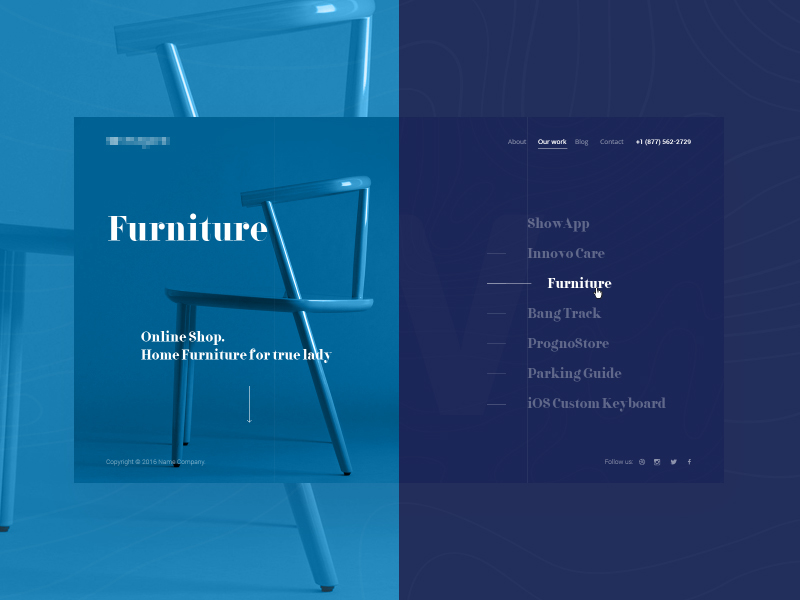 About Our work Blog Contact +1 (877) 562-2729
Furniture
Online Shop.
Home Furniture for true lady
Copyright © 2016 Name Company.
ShowApp
Innovo Care
Furniture
Bang Track
PrognoStore
Parking Guide
iOS Custom Keyboard
Follow us: